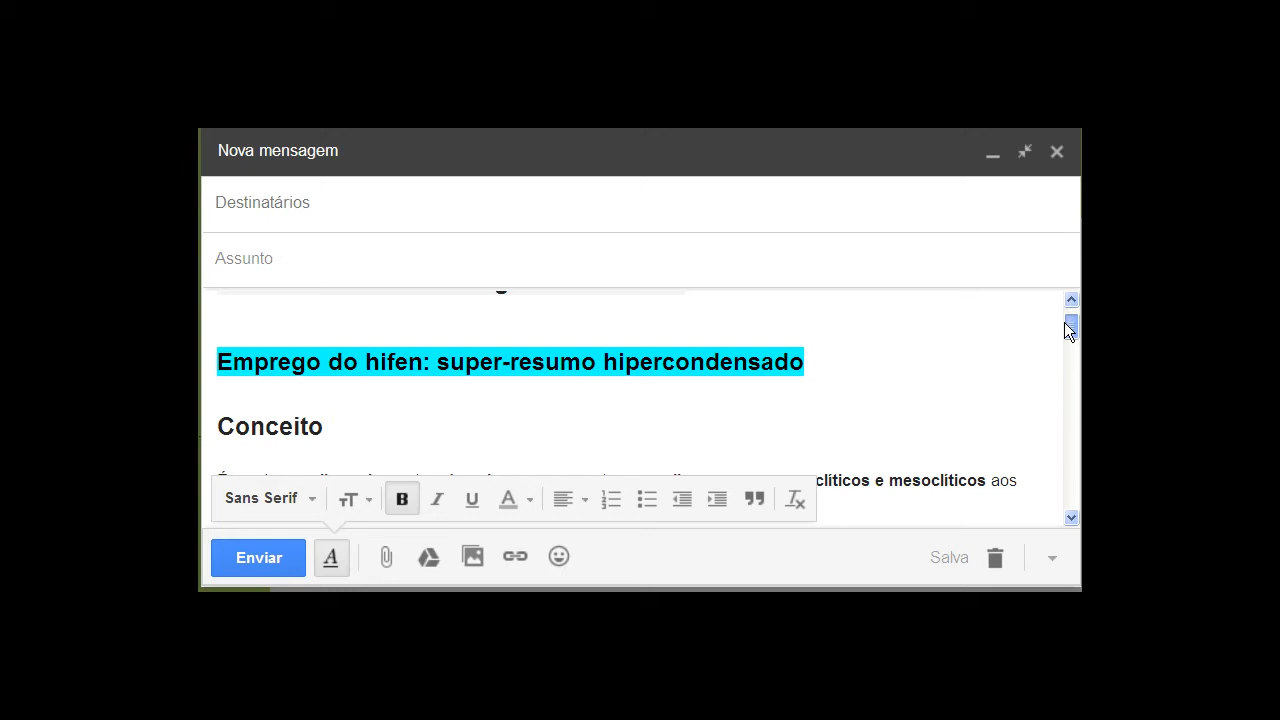 Nova mensagem
Destinatários
Assunto
Emprego do hifen: super-resumo hipercondensado
Conceito
clíticos e mesoclíticos aos
Sans Serif
B I U A
Enviar A
Salva